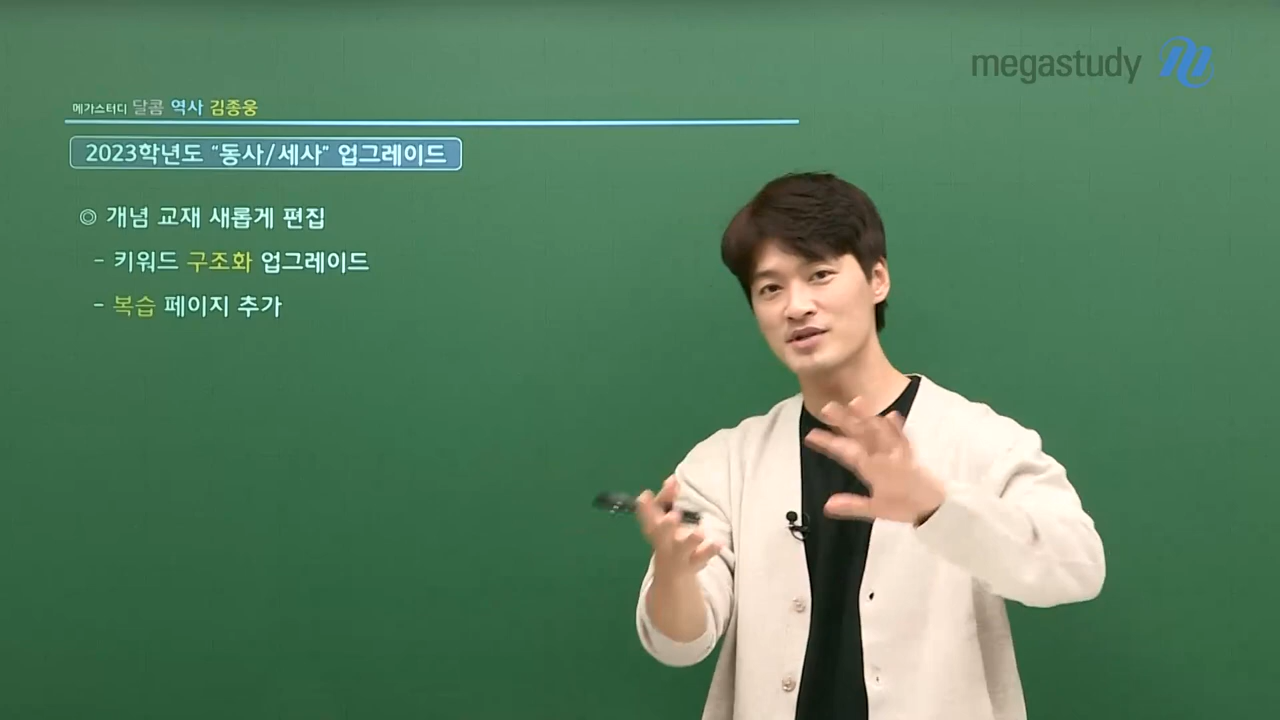 megastudy
메가스터디 달콤 역사 김종웅
2023학년도 "동사/세사" 업그레이드
◎ 개념 교재 새롭게 편집
- 키워드 구조화 업그레이드
- 복습 페이지 추가